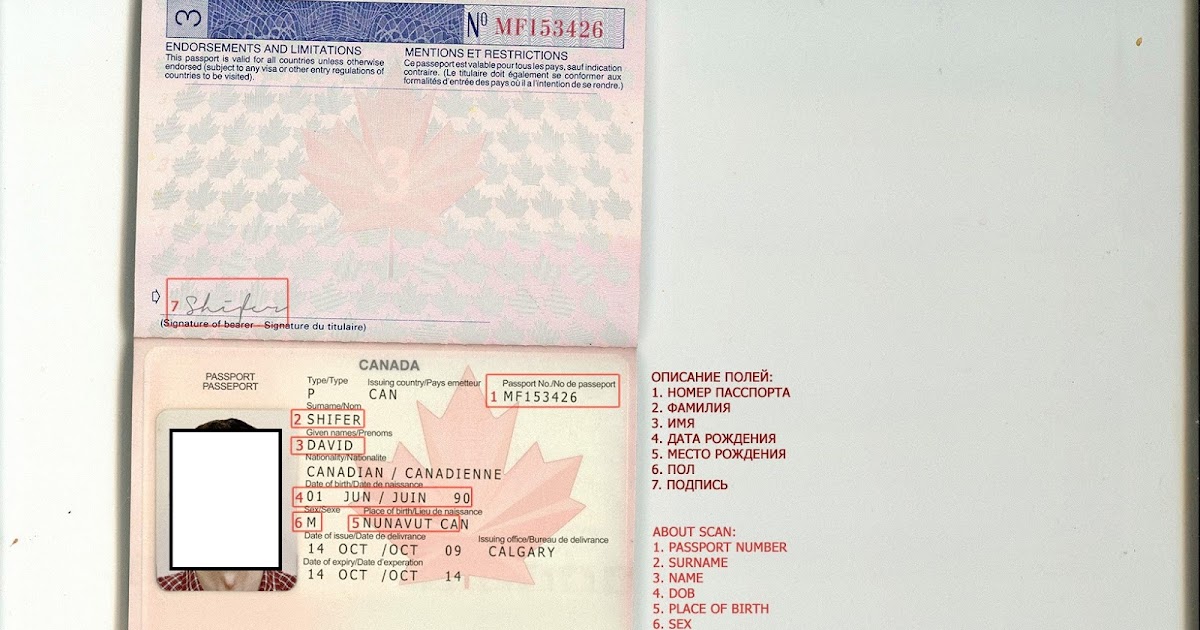 3
Nº MF153426
ENDORSEMENTS AND LIMITATIONS
This passport is valid for all countries unless otherwise
endorsed (subject to any visa or other entry regulations of
countries to be visited).
MENTIONS ET RESTRICTIONS
Ce passeport est valable pour tous les pays, sauf indication
contraire. (Le titulaire doit également se conformer aux
formalités d'entrée des pays où il a l'intention de se rendre.)
3
7 Shifer
(Signature of bearer - Signature du titulaire)
CANADA
PASSPORT
PASSEPORT
Type/Type
P
Issuing country/Pays emetteur
CAN
Passport No./No de passeport
1 MF153426
Surname/Nom
2 SHIFER
Given names/Prenoms
3 DAVID
Nationality/Nationalite
CANADIAN / CANADIENNE
Date of birth/Date de naissance
4 01 JUN / JUIN 90
Sex/Sexe
6 M
Place of birth/Lieu de naissance
5 NUNAVUT CAN
Date of issue/Date de delivrance
14 OCT /OCT 09
Issuing office/Bureau de delivrance
CALGARY
Date of expiry/Date d'experation
14 OCT /OCT 14
ОПИСАНИЕ ПОЛЕЙ:
1. НОМЕР ПАССПОРТА
2. ФАМИЛИЯ
3. ИМЯ
4. ДАТА РОЖДЕНИЯ
5. МЕСТО РОЖДЕНИЯ
6. ПОЛ
7. ПОДПИСЬ
ABOUT SCAN:
1. PASSPORT NUMBER
2. SURNAME
3. NAME
4. DOB
5. PLACE OF BIRTH
6. SEX